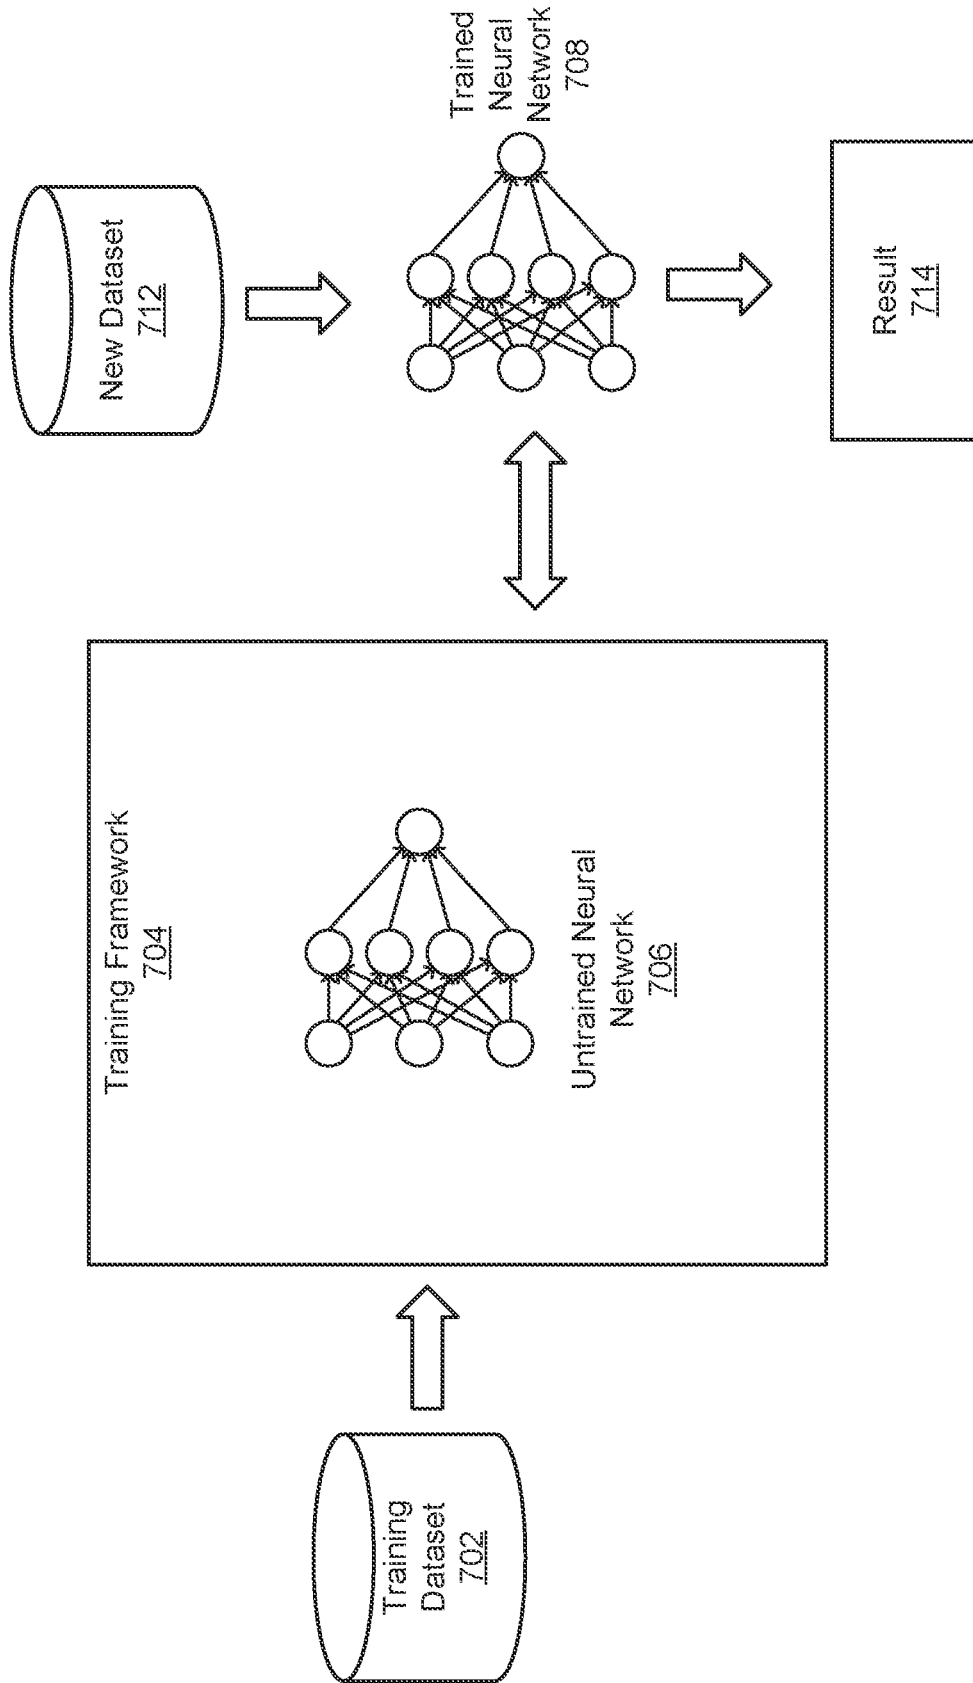 Training
Dataset
702
Training Framework
704
Untrained Neural
Network
706
New Dataset
712
Trained
Neural
Network
708
Result
714